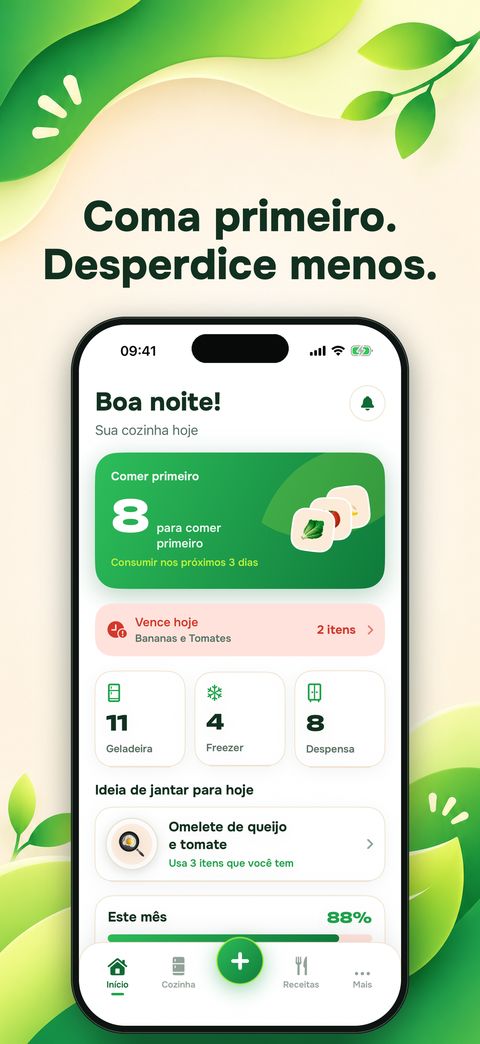 Coma primeiro.
Desperdice menos.
09:41
Boa noite!
Sua cozinha hoje
Comer primeiro
8 para comer
primeiro
Consumir nos próximos 3 dias
Vence hoje
Bananas e Tomates
2 itens
11
Geladeira
4
Freezer
8
Despensa
Ideia de jantar para hoje
Omelete de queijo
e tomate
Usa 3 itens que você tem
Este mês
88%
Início
Cozinha
Receitas
Mais